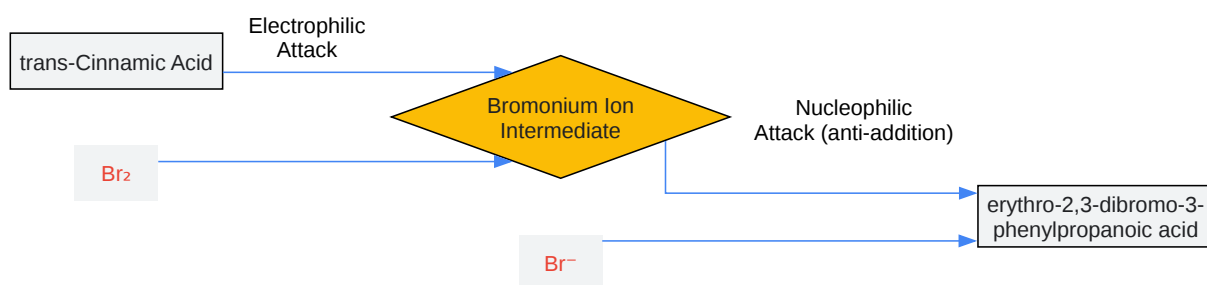 Electrophilic
Attack
trans-Cinnamic Acid
Bromonium Ion
Intermediate
Nucleophilic
Attack (anti-addition)
Br₂
erythro-2,3-dibromo-3-
phenylpropanoic acid
Br⁻